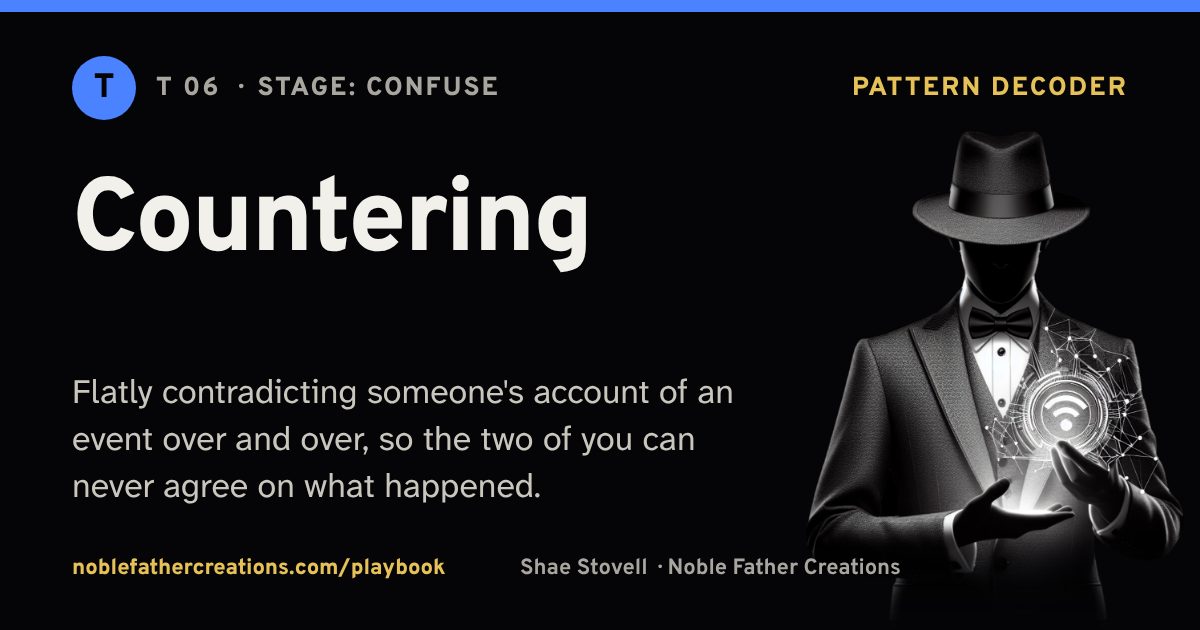 T
T 06 · STAGE: CONFUSE
PATTERN DECODER
Countering
Flatly contradicting someone's account of an
event over and over, so the two of you can
never agree on what happened.
noblefathercreations.com/playbook
Shae Stovell · Noble Father Creations